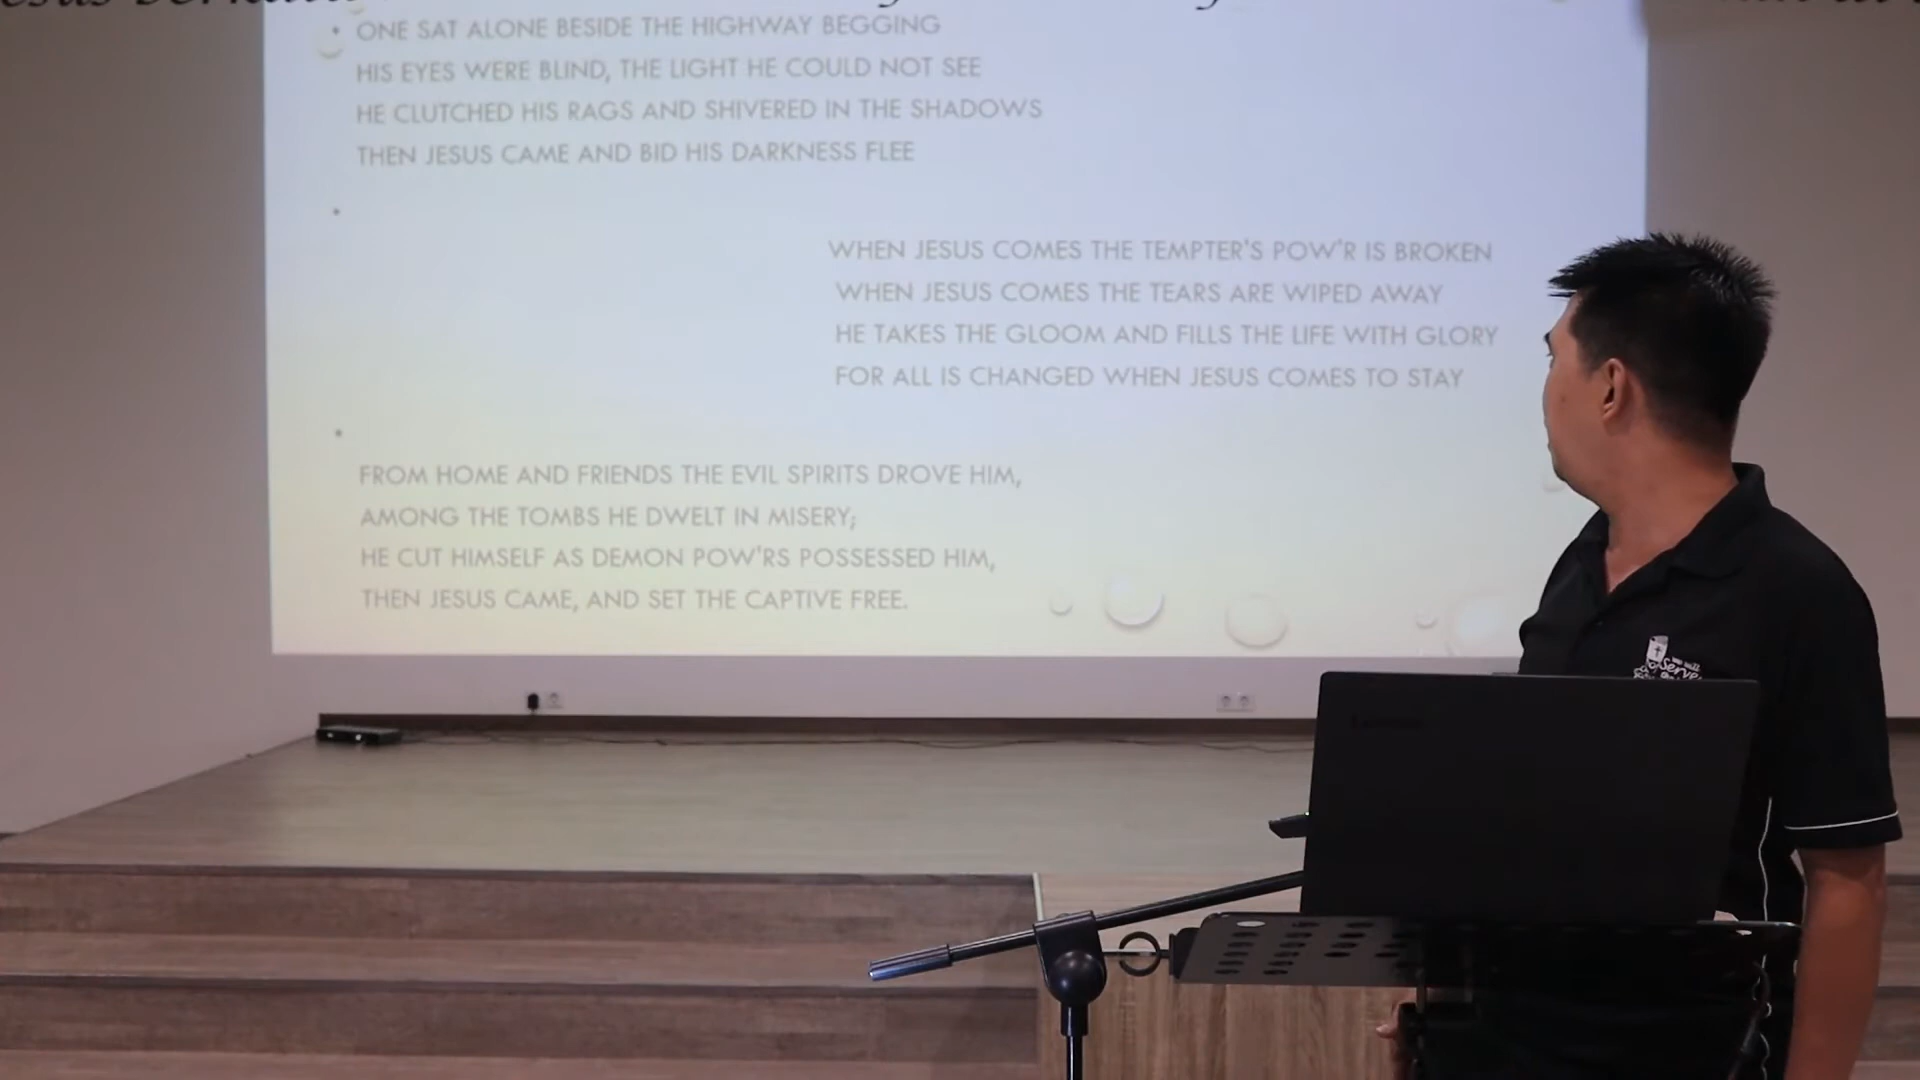 ONE SAT ALONE BESIDE THE HIGHWAY BEGGING
HIS EYES WERE BLIND, THE LIGHT HE COULD NOT SEE
HE CLUTCHED HIS RAGS AND SHIVERED IN THE SHADOWS
THEN JESUS CAME AND BID HIS DARKNESS FLEE
WHEN JESUS COMES THE TEMPTER'S POW'R IS BROKEN
WHEN JESUS COMES THE TEARS ARE WIPED AWAY
HE TAKES THE GLOOM AND FILLS THE LIFE WITH GLORY
FOR ALL IS CHANGED WHEN JESUS COMES TO STAY
FROM HOME AND FRIENDS THE EVIL SPIRITS DROVE HIM,
AMONG THE TOMBS HE DWELT IN MISERY;
HE CUT HIMSELF AS DEMON POW'RS POSSESSED HIM,
THEN JESUS CAME, AND SET THE CAPTIVE FREE.
Serve